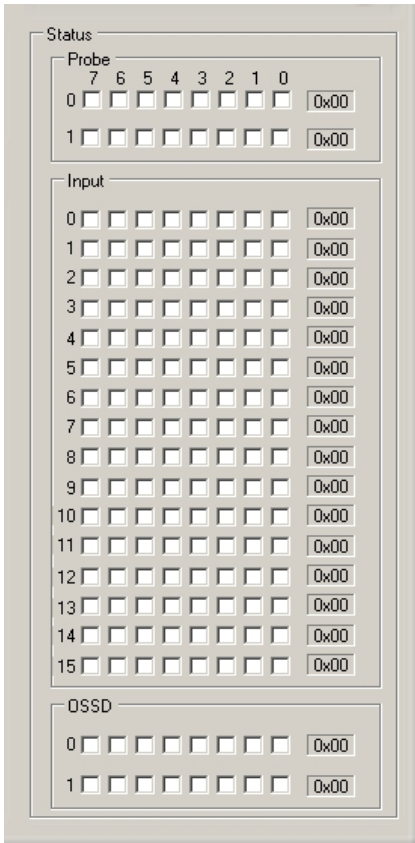 Status
Probe
7 6 5 4 3 2 1 0
0 0x00
1 0x00
Input
0 0x00
1 0x00
2 0x00
3 0x00
4 0x00
5 0x00
6 0x00
7 0x00
8 0x00
9 0x00
10 0x00
11 0x00
12 0x00
13 0x00
14 0x00
15 0x00
OSSD
0 0x00
1 0x00